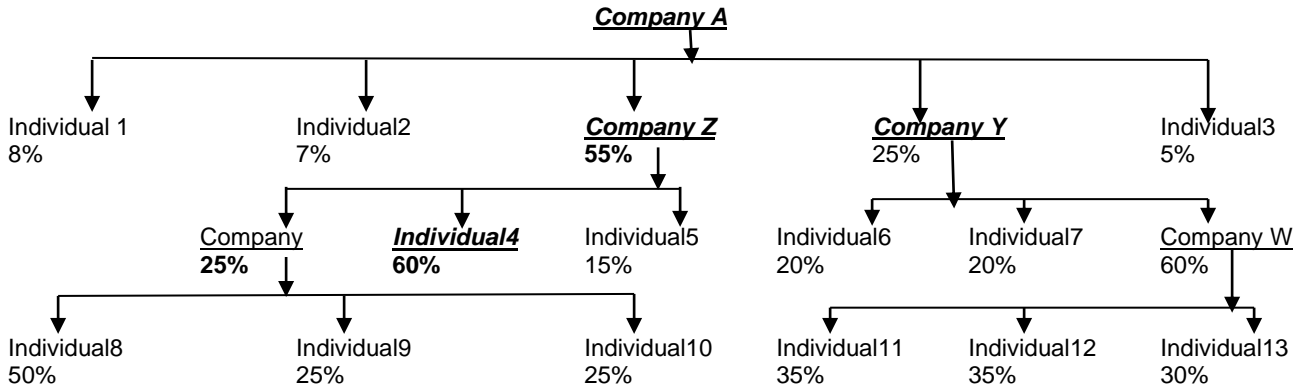 Company A
Individual 1 Individual2 Company Z Company Y Individual3
8% 7% 55% 25% 5%
Company Individual4 Individual5 Individual6 Individual7 Company W
25% 60% 15% 20% 20% 60%
Individual8 Individual9 Individual10 Individual11 Individual12 Individual13
50% 25% 25% 35% 35% 30%